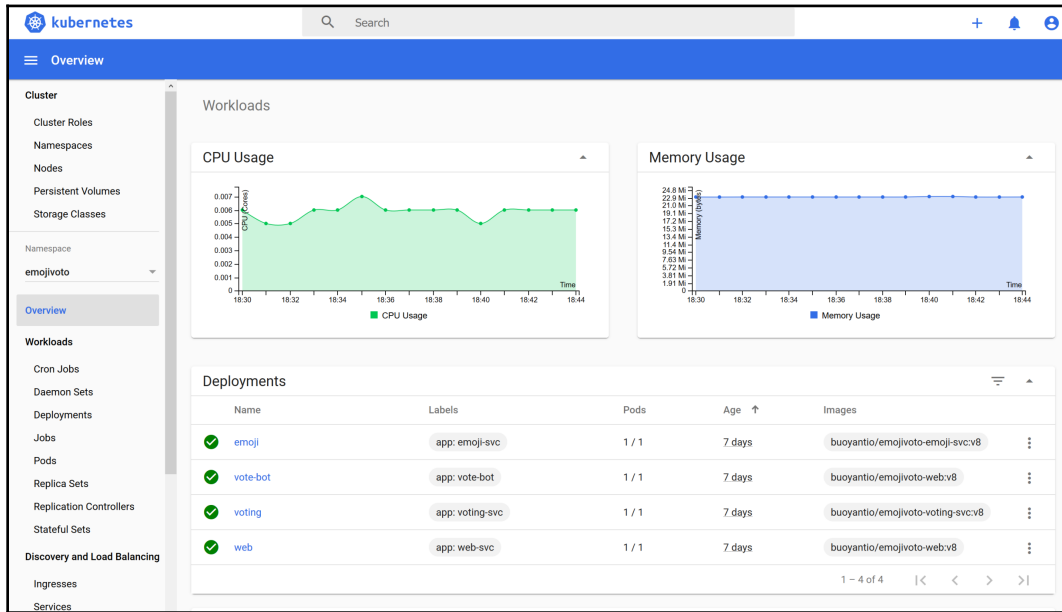 kubernetes
Search
Overview
Cluster
Cluster Roles
Namespaces
Nodes
Persistent Volumes
Storage Classes
Namespace
emojivoto
Overview
Workloads
Cron Jobs
Daemon Sets
Deployments
Jobs
Pods
Replica Sets
Replication Controllers
Stateful Sets
Discovery and Load Balancing
Ingresses
Services
Workloads
CPU Usage
CPU (Cores)
0.007
0.006
0.005
0.004
0.003
0.002
0.001
0
Time
18:30 18:32 18:34 18:36 18:38 18:40 18:42 18:44
CPU Usage
Memory Usage
Memory (bytes)
24.8 Mi
22.9 Mi
21.0 Mi
19.1 Mi
17.2 Mi
15.3 Mi
13.4 Mi
11.4 Mi
9.54 Mi
7.63 Mi
5.72 Mi
3.81 Mi
1.91 Mi
0
Time
18:30 18:32 18:34 18:36 18:38 18:40 18:42 18:44
Memory Usage
Deployments
Name Labels Pods Age Images
emoji app: emoji-svc 1 / 1 7 days buoyantio/emojivoto-emoji-svc:v8
vote-bot app: vote-bot 1 / 1 7 days buoyantio/emojivoto-web:v8
voting app: voting-svc 1 / 1 7 days buoyantio/emojivoto-voting-svc:v8
web app: web-svc 1 / 1 7 days buoyantio/emojivoto-web:v8
1 – 4 of 4